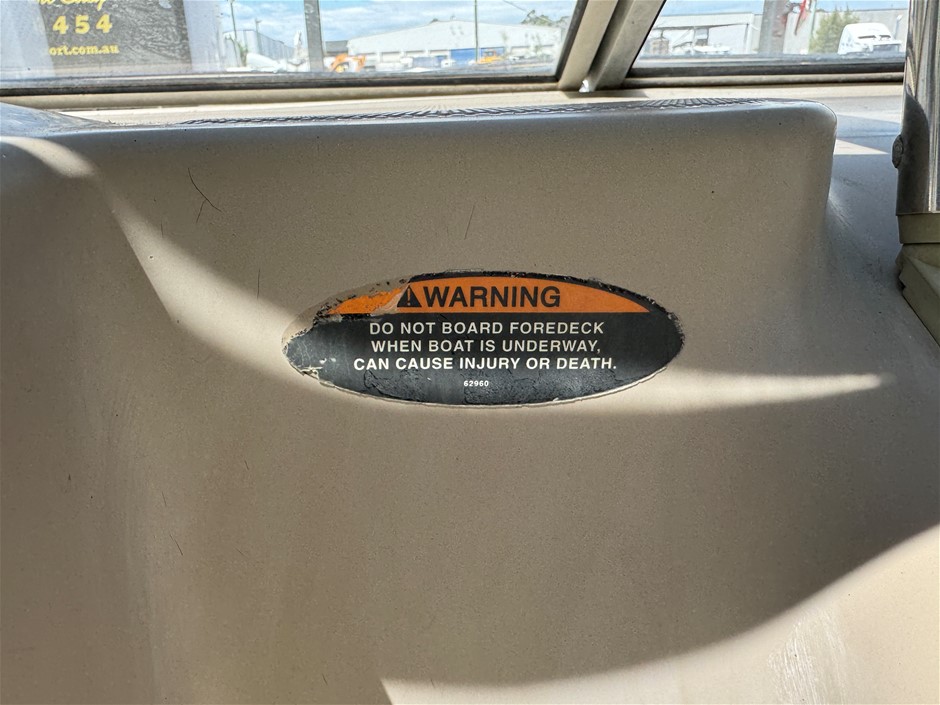 454
ort.com.au
WARNING
DO NOT BOARD FOREDECK
WHEN BOAT IS UNDERWAY,
CAN CAUSE INJURY OR DEATH.
62960